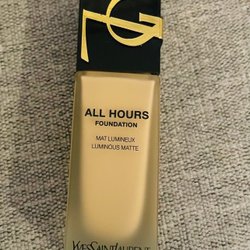 ALL HOURS
FOUNDATION
MAT LUMINEUX
LUMINOUS MATTE
YVESSAINTLAURENT